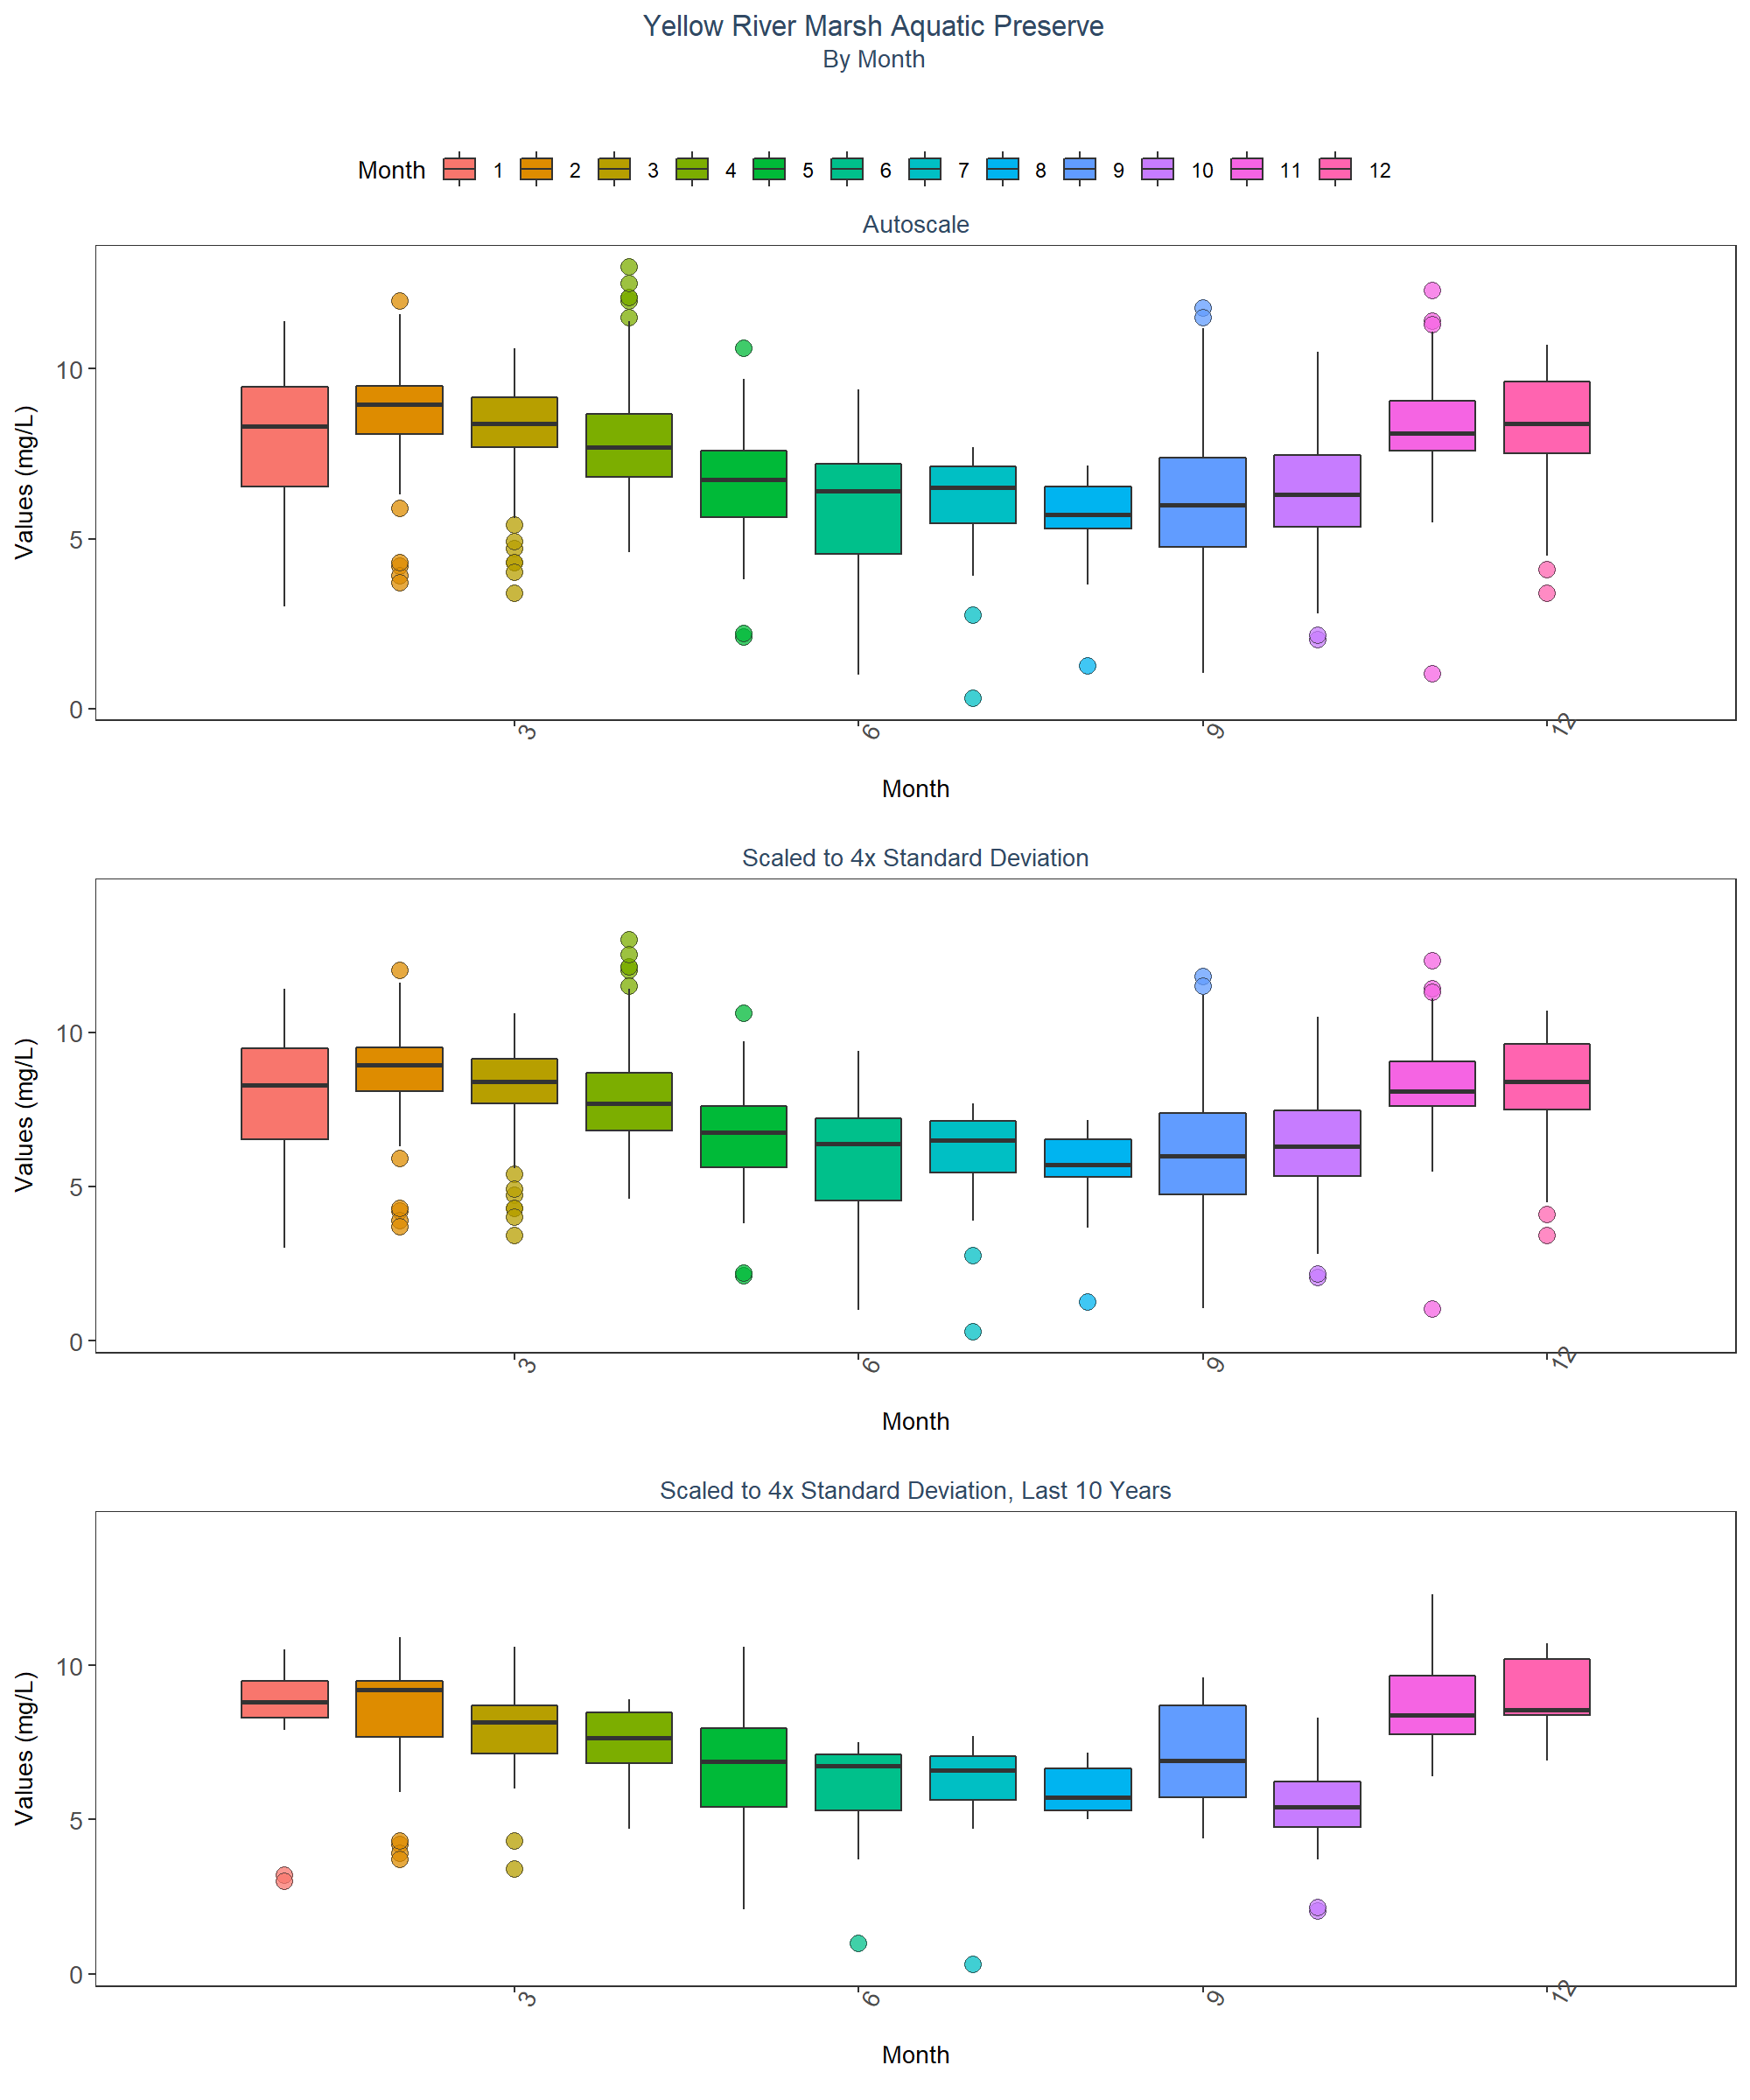 Yellow River Marsh Aquatic Preserve
By Month
Month 1 2 3 4 5 6 7 8 9 10 11 12
Autoscale
Values (mg/L)
10
5
0
3 6 9 12
Month
Scaled to 4x Standard Deviation
Values (mg/L)
10
5
0
3 6 9 12
Month
Scaled to 4x Standard Deviation, Last 10 Years
Values (mg/L)
10
5
0
3 6 9 12
Month